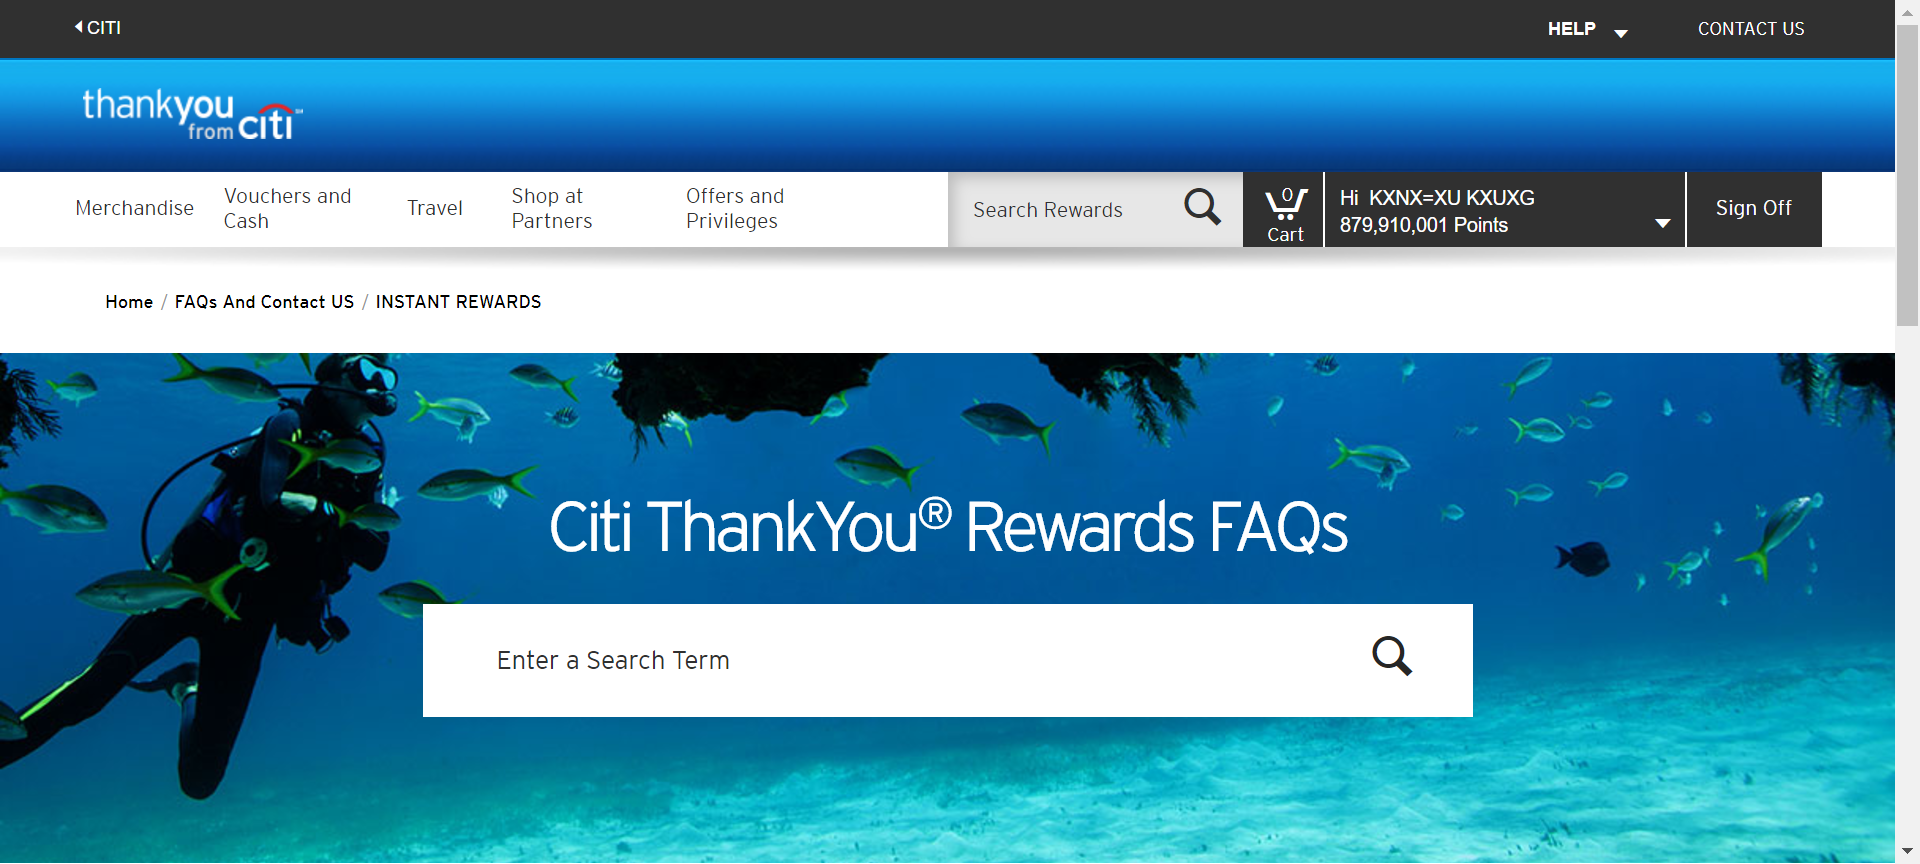 CITI
HELP
CONTACT US
thankyou
from citi℠
Merchandise
Vouchers and
Cash
Travel
Shop at
Partners
Offers and
Privileges
Search Rewards
0
Cart
Hi KXNX=XU KXUXG
879,910,001 Points
Sign Off
Home / FAQs And Contact US / INSTANT REWARDS
Citi ThankYou® Rewards FAQs
Enter a Search Term